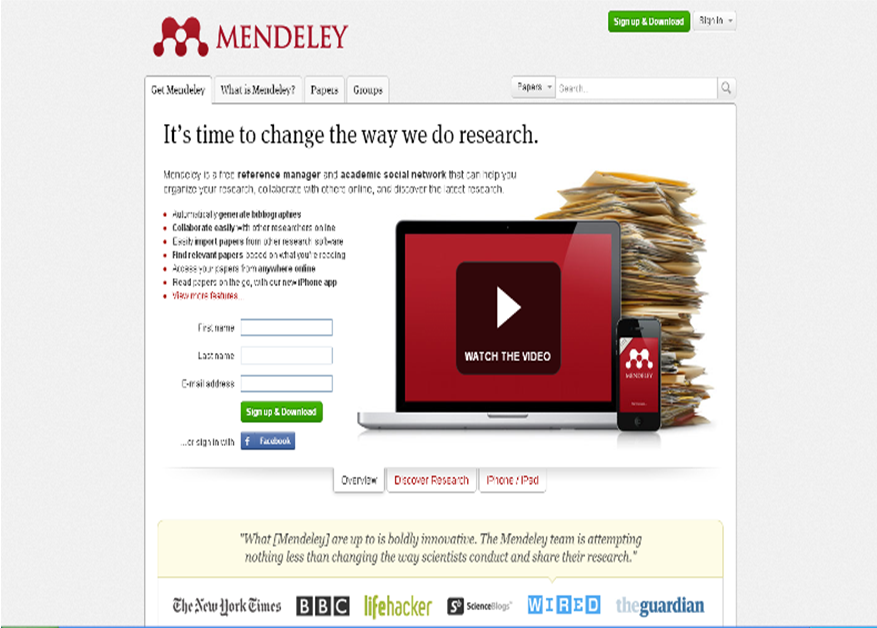 MENDELEY
Sign up & Download
Sign in
Get Mendeley
What is Mendeley?
Papers
Groups
Papers
Search...
It's time to change the way we do research.
Mendeley is a free reference manager and academic social network that can help you
organize your research, collaborate with others online, and discover the latest research.
Automatically generate bibliographies
Collaborate easily with other researchers online
Easily import papers from other research software
Find relevant papers based on what you're reading
Access your papers from anywhere online
Read papers on the go, with our new iPhone app
View more features...
First name
Last name
E-mail address
Sign up & Download
...or sign in with
f Facebook
WATCH THE VIDEO
MENDELEY
Overview
Discover Research
iPhone / iPad
"What [Mendeley] are up to is boldly innovative. The Mendeley team is attempting
nothing less than changing the way scientists conduct and share their research."
The New York Times
BBC
lifehacker
Sb ScienceBlogs
WIRED
theguardian